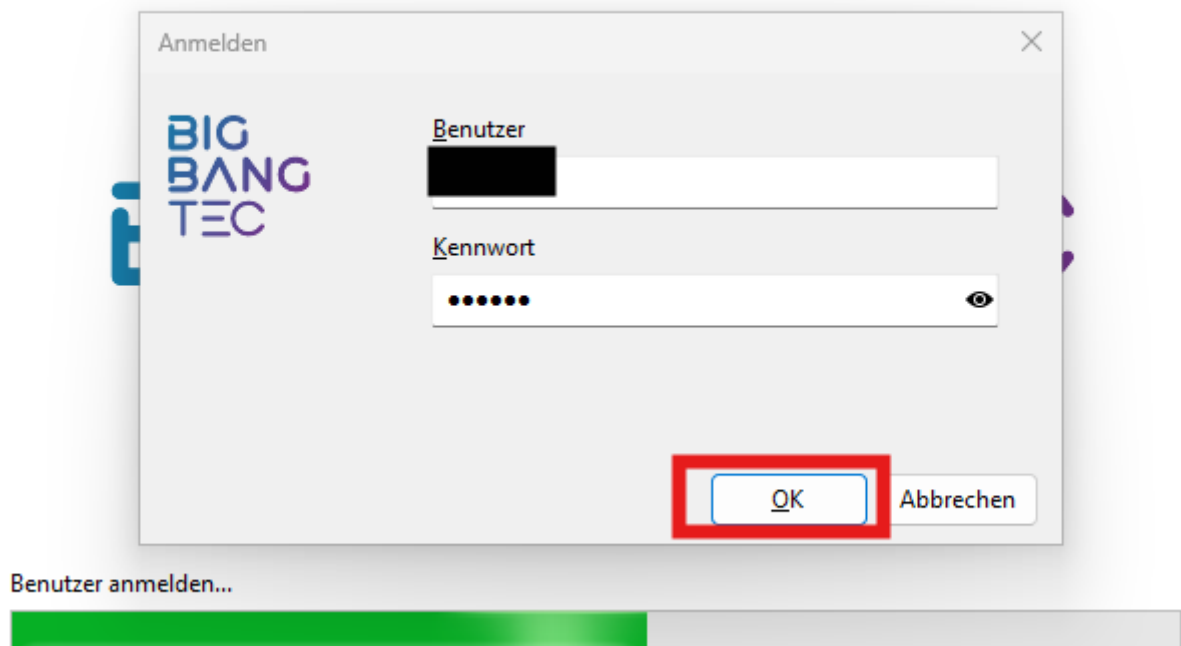 Anmelden
BIG
BANG
TEC
Benutzer
Kennwort
OK
Abbrechen
Benutzer anmelden...